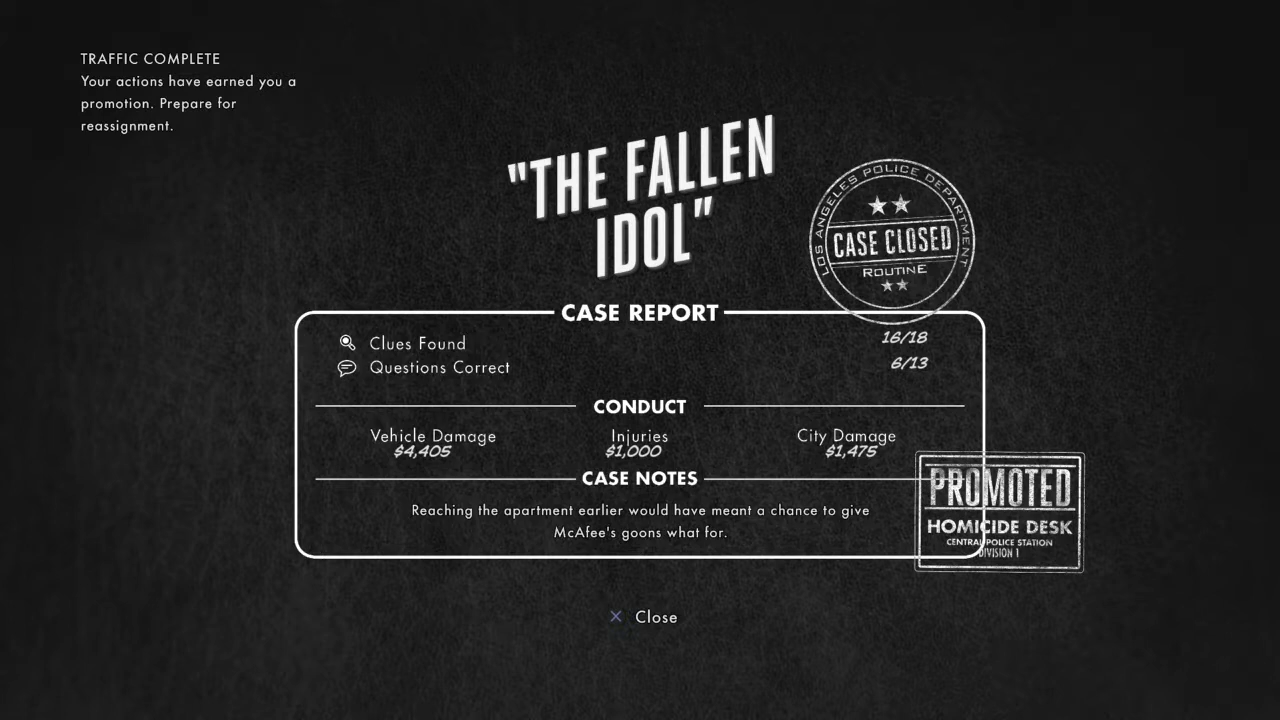 TRAFFIC COMPLETE
Your actions have earned you a
promotion. Prepare for
reassignment.
"THE FALLEN
IDOL"
LOS ANGELES POLICE DEPARTMENT
CASE CLOSED
ROUTINE
CASE REPORT
Clues Found 16/18
Questions Correct 6/13
CONDUCT
Vehicle Damage Injuries City Damage
$4,405 $1,000 $1,475
CASE NOTES
Reaching the apartment earlier would have meant a chance to give
McAfee's goons what for.
PROMOTED
HOMICIDE DESK
CENTRAL POLICE STATION
DIVISION 1
Close